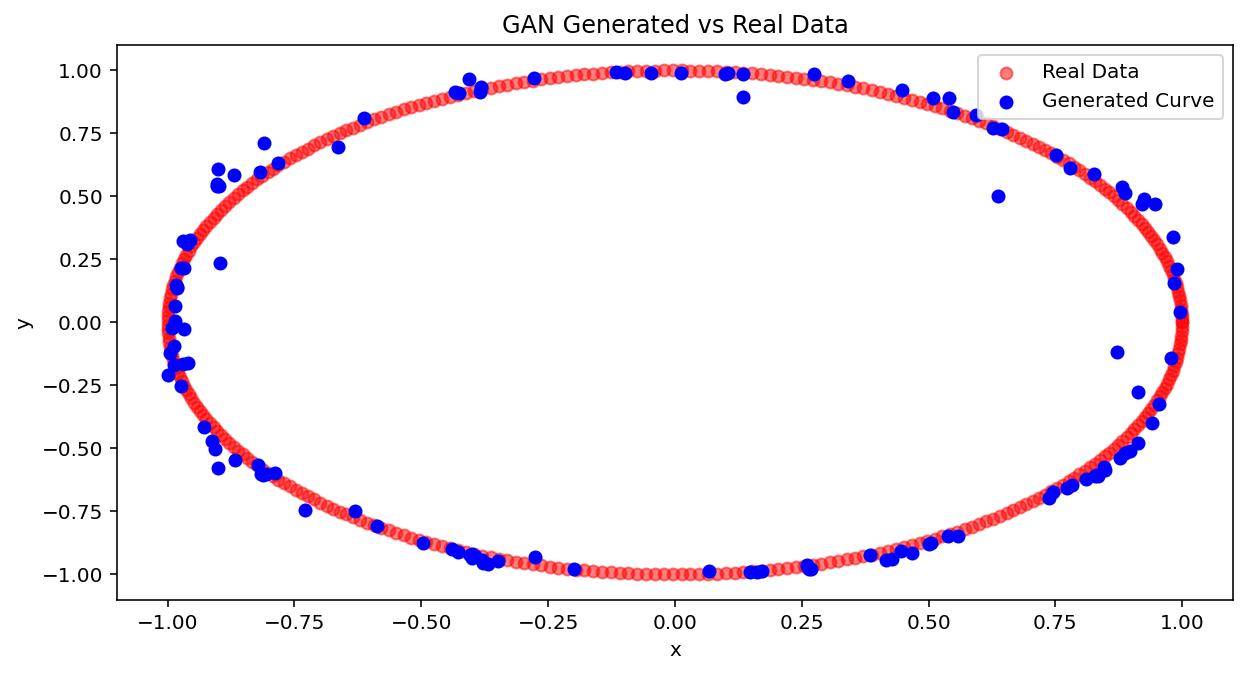 GAN Generated vs Real Data
Real Data
Generated Curve
1.00
0.75
0.50
0.25
0.00
−0.25
−0.50
−0.75
−1.00
y
−1.00 −0.75 −0.50 −0.25 0.00 0.25 0.50 0.75 1.00
x